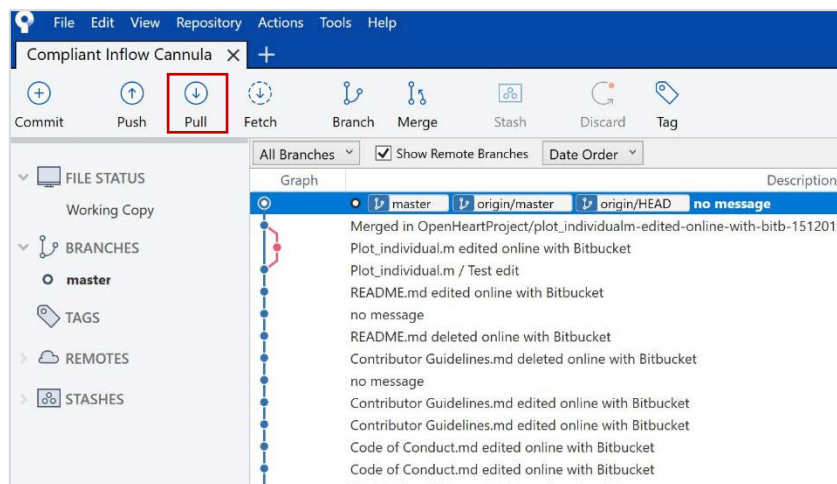 File Edit View Repository Actions Tools Help
Compliant Inflow Cannula
Commit Push Pull Fetch Branch Merge Stash Discard Tag
All Branches Show Remote Branches Date Order
FILE STATUS
Working Copy
BRANCHES
master
TAGS
REMOTES
STASHES
Graph Description
master origin/master origin/HEAD no message
Merged in OpenHeartProject/plot_individualm-edited-online-with-bitb-151201
Plot_individual.m edited online with Bitbucket
Plot_individual.m / Test edit
README.md edited online with Bitbucket
no message
README.md deleted online with Bitbucket
Contributor Guidelines.md deleted online with Bitbucket
no message
Contributor Guidelines.md edited online with Bitbucket
Contributor Guidelines.md edited online with Bitbucket
Code of Conduct.md edited online with Bitbucket
Code of Conduct.md edited online with Bitbucket